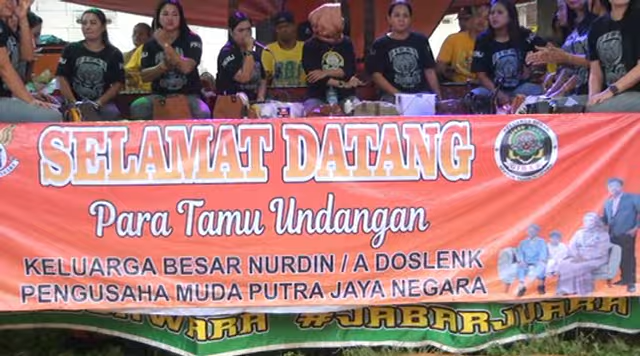 SELAMAT DATANG
Para Tamu Undangan
KELUARGA BESAR NURDIN / A DOSLENK
PENGUSAHA MUDA PUTRA JAYA NEGARA
#JABARJUARA